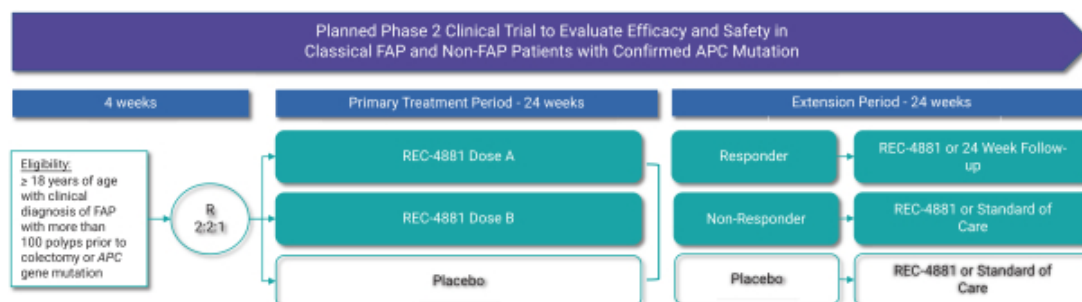 Planned Phase 2 Clinical Trial to Evaluate Efficacy and Safety in
Classical FAP and Non-FAP Patients with Confirmed APC Mutation
4 weeks
Primary Treatment Period - 24 weeks
Extension Period - 24 weeks
Eligibility:
≥ 18 years of age
with clinical
diagnosis of FAP
with more than
100 polyps prior to
colectomy or APC
gene mutation
R
2:2:1
REC-4881 Dose A
REC-4881 Dose B
Placebo
Responder
REC-4881 or 24 Week Follow-
up
Non-Responder
REC-4881 or Standard of
Care
Placebo
REC-4881 or Standard of
Care